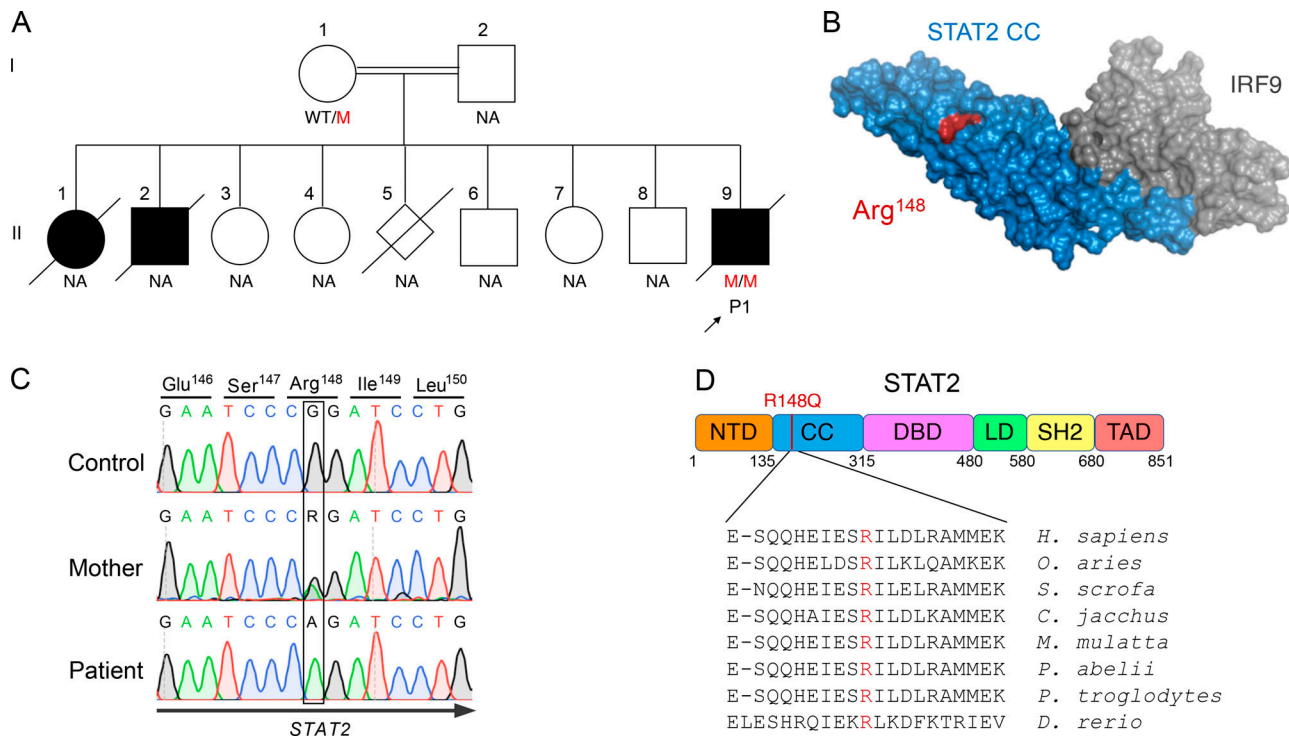 A
I
1
2
WT/M
NA
II
1
2
3
4
5
6
7
8
9
NA
NA
NA
NA
NA
NA
NA
NA
M/M
P1
B
STAT2 CC
IRF9
Arg148
C
Glu146 Ser147 Arg148 Ile149 Leu150
G A A T C C C G G A T C C T G
Control
G A A T C C C R G A T C C T G
Mother
G A A T C C C A G A T C C T G
Patient
STAT2
D
STAT2
R148Q
NTD CC DBD LD SH2 TAD
1 135 315 480 580 680 851
E-SQQHEIESRILDLRAMMEK H. sapiens
E-SQQHELDSRILKLQAMKEK O. aries
E-NQQHEIESRILELRAMMEK S. scrofa
E-SQQHAIESRILDLKAMMEK C. jacchus
E-SQQHEIESRILDLKAMMEK M. mulatta
E-SQQHEIESRILDLRAMMEK P. abelii
E-SQQHEIESRILDLRAMMEK P. troglodytes
ELESHRQIEKRLKDFKTRIEV D. rerio